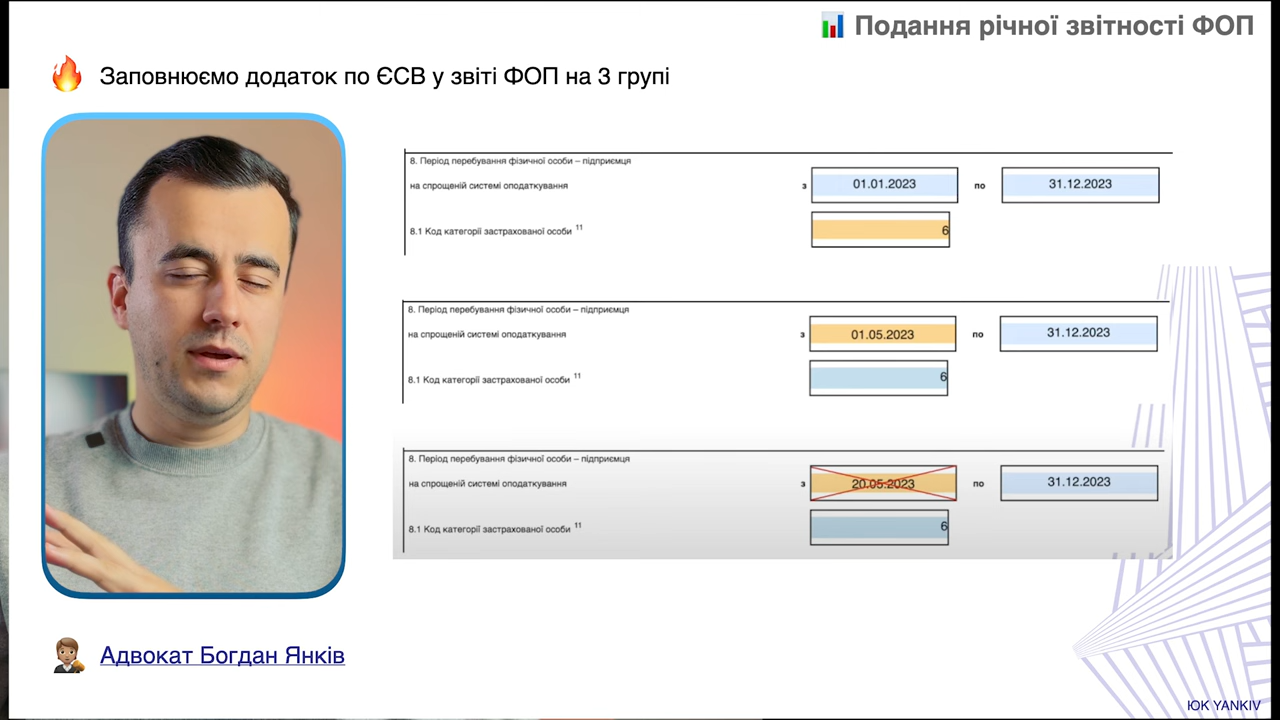 Подання річної звітності ФОП
Заповнюємо додаток по ЄСВ у звіті ФОП на 3 групі
8. Період перебування фізичної особи – підприємця
на спрощеній системі оподаткування з 01.01.2023 по 31.12.2023
8.1 Код категорії застрахованої особи 11 6
8. Період перебування фізичної особи – підприємця
на спрощеній системі оподаткування з 01.05.2023 по 31.12.2023
8.1 Код категорії застрахованої особи 11 6
8. Період перебування фізичної особи – підприємця
на спрощеній системі оподаткування з 20.05.2023 по 31.12.2023
8.1 Код категорії застрахованої особи 11 6
Адвокат Богдан Янків
ЮК YANKIV